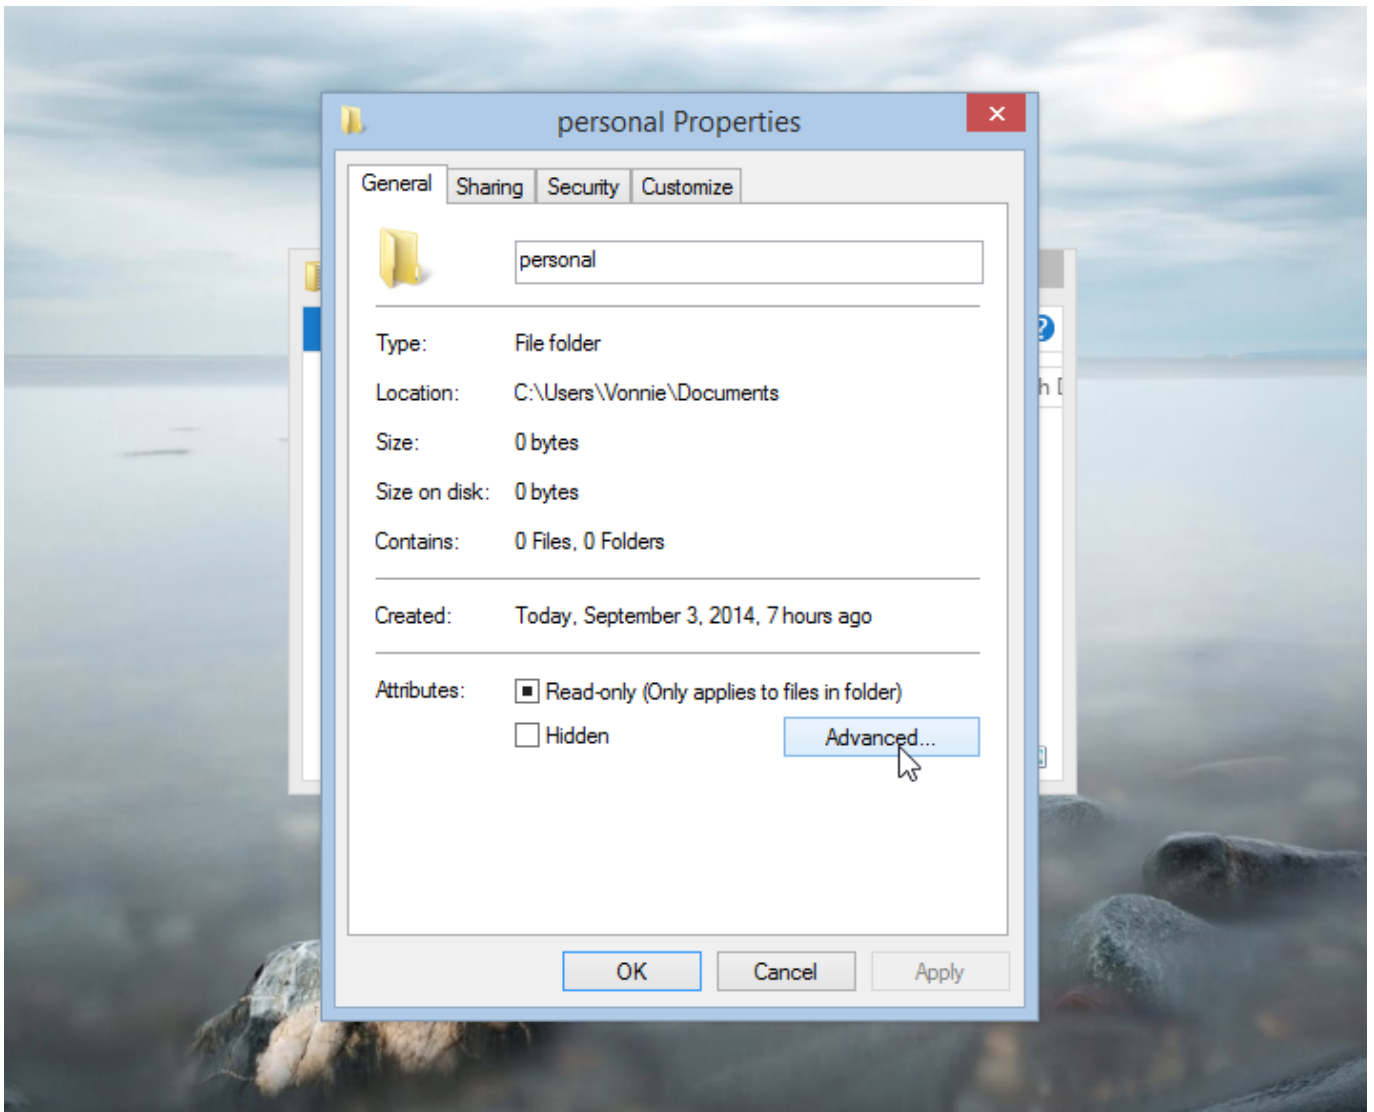 personal Properties
General Sharing Security Customize
personal
Type: File folder
Location: C:\Users\Vonnie\Documents
Size: 0 bytes
Size on disk: 0 bytes
Contains: 0 Files, 0 Folders
Created: Today, September 3, 2014, 7 hours ago
Attributes: Read-only (Only applies to files in folder)
Hidden Advanced...
OK Cancel Apply